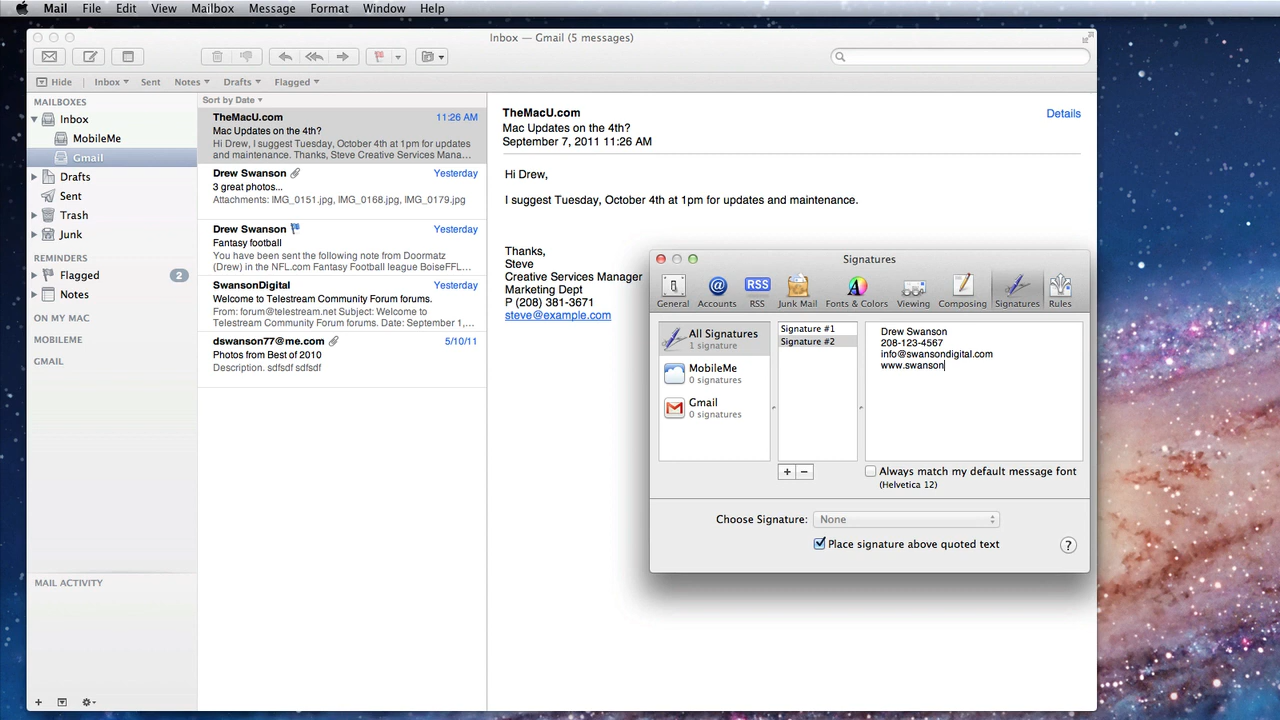 Mail File Edit View Mailbox Message Format Window Help
Inbox — Gmail (5 messages)
Hide Inbox Sent Notes Drafts Flagged
MAILBOXES
Inbox
MobileMe
Gmail
Drafts
Sent
Trash
Junk
REMINDERS
Flagged 2
Notes
ON MY MAC
MOBILEME
GMAIL
MAIL ACTIVITY
Sort by Date
TheMacU.com 11:26 AM
Mac Updates on the 4th?
Hi Drew, I suggest Tuesday, October 4th at 1pm for updates
and maintenance. Thanks, Steve Creative Services Mana...
Drew Swanson Yesterday
3 great photos...
Attachments: IMG_0151.jpg, IMG_0168.jpg, IMG_0179.jpg
Drew Swanson Yesterday
Fantasy football
You have been sent the following note from Doormatz
(Drew) in the NFL.com Fantasy Football league BoiseFFL...
SwansonDigital Yesterday
Welcome to Telestream Community Forum forums.
From: forum@telestream.net Subject: Welcome to
Telestream Community Forum forums. Date: September 1,...
dswanson77@me.com 5/10/11
Photos from Best of 2010
Description. sdfsdf sdfsdf
TheMacU.com Details
Mac Updates on the 4th?
September 7, 2011 11:26 AM
Hi Drew,
I suggest Tuesday, October 4th at 1pm for updates and maintenance.
Thanks,
Steve
Creative Services Manager
Marketing Dept
P (208) 381-3671
steve@example.com
Signatures
General Accounts RSS Junk Mail Fonts & Colors Viewing Composing Signatures Rules
RSS
All Signatures
1 signature
MobileMe
0 signatures
Gmail
0 signatures
Signature #1
Signature #2
Drew Swanson
208-123-4567
info@swansondigital.com
www.swanson
+ −
Always match my default message font
(Helvetica 12)
Choose Signature: None
Place signature above quoted text
?